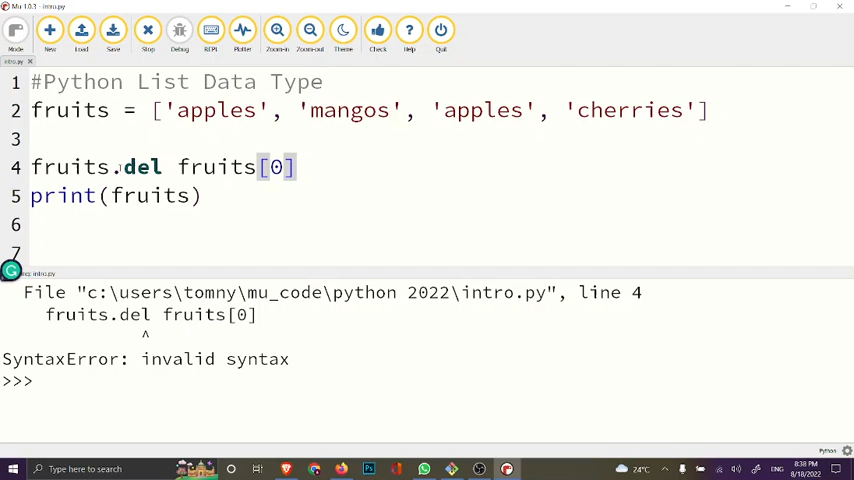 Mu 1.0.3 - intro.py
Mode New Load Save Stop Debug REPL Plotter Zoom-in Zoom-out Theme Check Help Quit
intro.py
1 #Python List Data Type
2 fruits = ['apples', 'mangos', 'apples', 'cherries']
3
4 fruits.del fruits[0]
5 print(fruits)
6
7
intro.py
File "c:\users\tomny\mu_code\python 2022\intro.py", line 4
fruits.del fruits[0]
^
SyntaxError: invalid syntax
>>>
Python
Type here to search
24°C
ENG
8:38 PM
8/18/2022